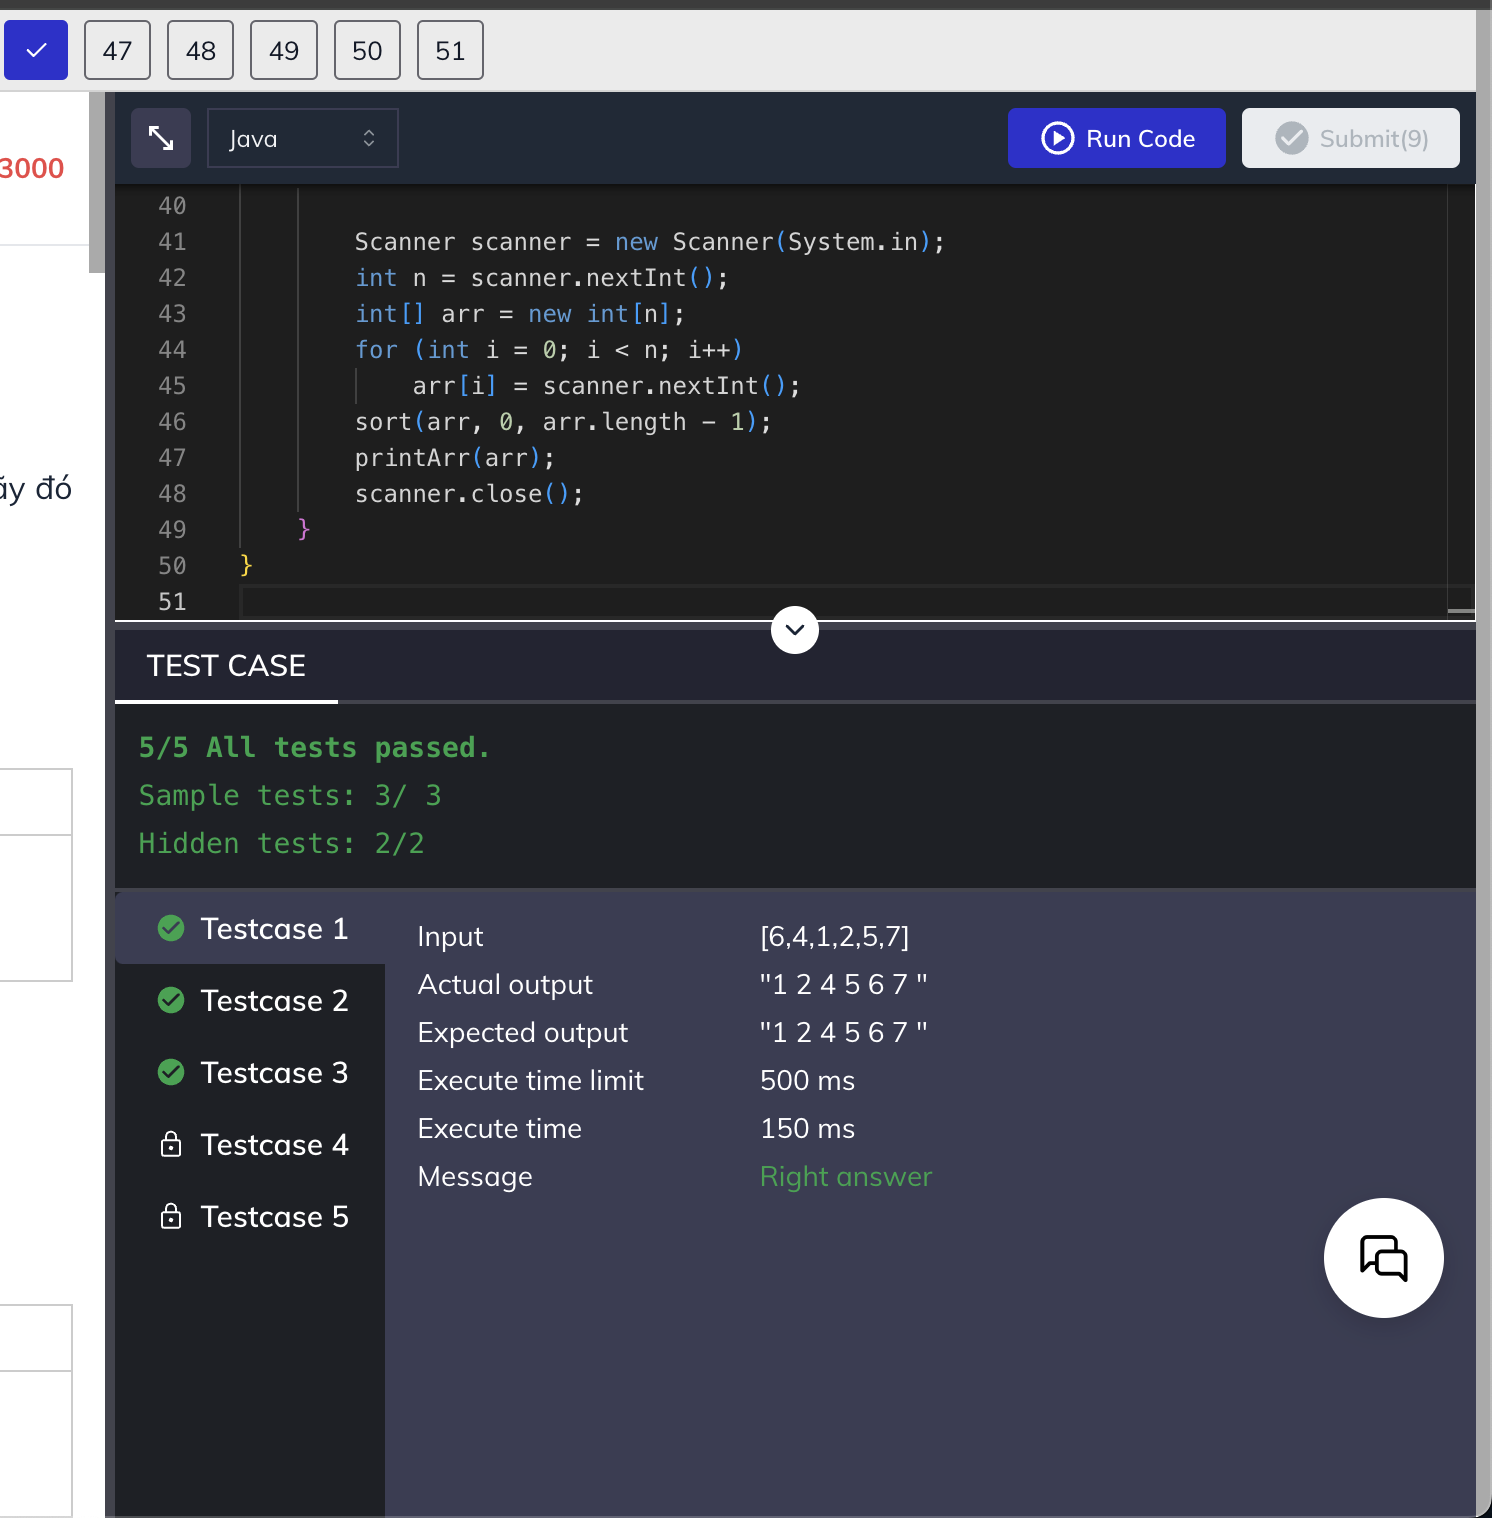 47 48 49 50 51
3000
Java
Run Code
Submit(9)
40
41 Scanner scanner = new Scanner(System.in);
42 int n = scanner.nextInt();
43 int[] arr = new int[n];
44 for (int i = 0; i < n; i++)
45 arr[i] = scanner.nextInt();
46 sort(arr, 0, arr.length - 1);
47 printArr(arr);
48 scanner.close();
49 }
50 }
51
đó
TEST CASE
5/5 All tests passed.
Sample tests: 3/ 3
Hidden tests: 2/2
Testcase 1
Testcase 2
Testcase 3
Testcase 4
Testcase 5
Input [6,4,1,2,5,7]
Actual output "1 2 4 5 6 7 "
Expected output "1 2 4 5 6 7 "
Execute time limit 500 ms
Execute time 150 ms
Message Right answer